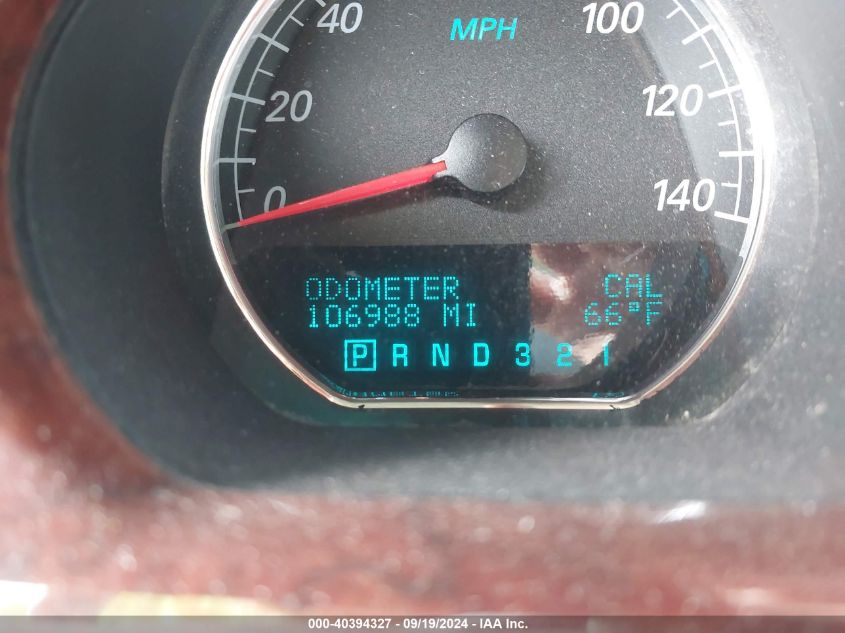 40
MPH
100
20
120
0
140
ODOMETER
CAL
106988 MI
66°F
P R N D 3 2 1
000-40394327 - 09/19/2024 - IAA Inc.